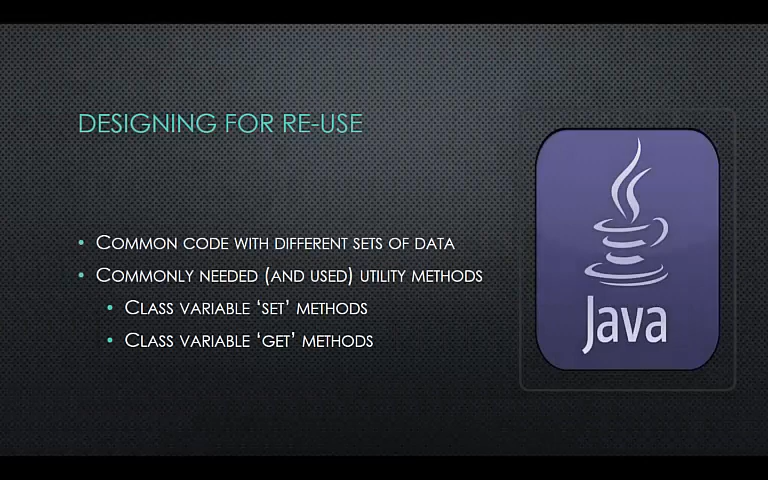 DESIGNING FOR RE-USE
COMMON CODE WITH DIFFERENT SETS OF DATA
COMMONLY NEEDED (AND USED) UTILITY METHODS
CLASS VARIABLE ‘SET’ METHODS
CLASS VARIABLE ‘GET’ METHODS
Java